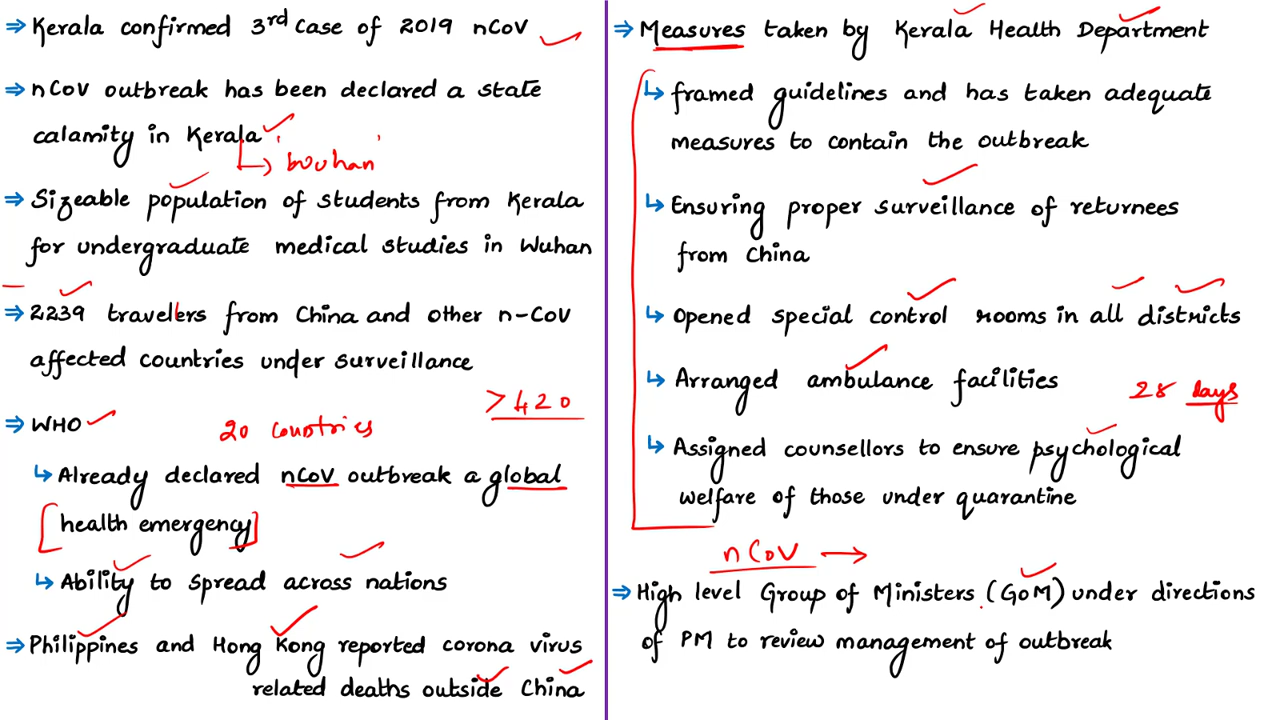 ⇒ Kerala confirmed 3rd case of 2019 nCoV
⇒ nCoV outbreak has been declared a state
calamity in Kerala
↳ wuhan
⇒ Sizeable population of students from Kerala
for undergraduate medical studies in Wuhan
⇒ 2239 travellers from China and other n-CoV
affected countries under surveillance
>420
⇒ WHO
20 countries
↳ Already declared nCoV outbreak a global
[health emergency]
↳ Ability to spread across nations
⇒ Philippines and Hong Kong reported corona virus
related deaths outside China
⇒ Measures taken by Kerala Health Department
↳ framed guidelines and has taken adequate
measures to contain the outbreak
↳ Ensuring proper surveillance of returnees
from China
↳ Opened special control rooms in all districts
↳ Arranged ambulance facilities
28 days
↳ Assigned counsellors to ensure psychological
welfare of those under quarantine
nCoV →
⇒ High level Group of Ministers (GoM) under directions
of PM to review management of outbreak